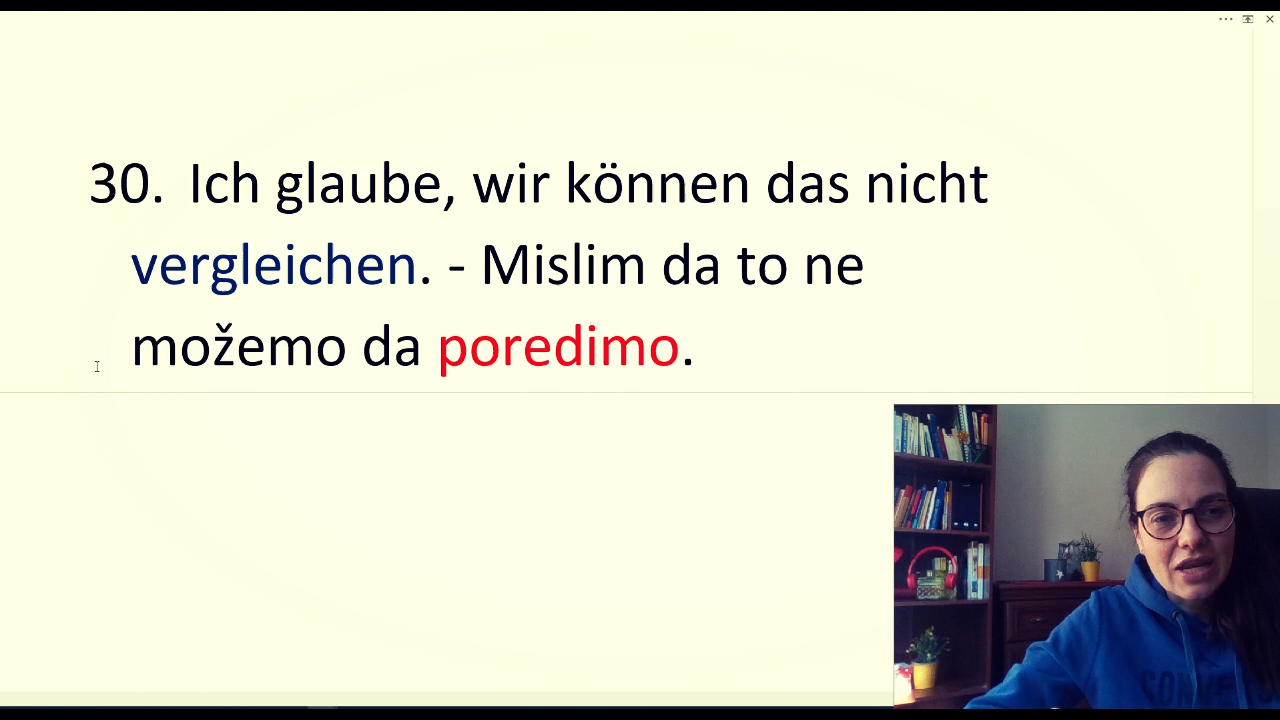 30. Ich glaube, wir können das nicht
vergleichen. - Mislim da to ne
možemo da poredimo.